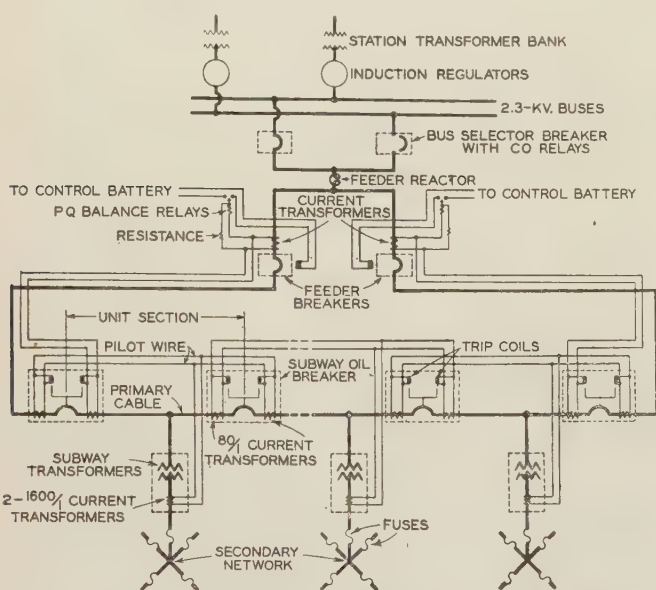 STATION TRANSFORMER BANK
INDUCTION REGULATORS
2.3-KV. BUSES
BUS SELECTOR BREAKER
WITH CO RELAYS
FEEDER REACTOR
TO CONTROL BATTERY
CURRENT
TRANSFORMERS
TO CONTROL BATTERY
PQ BALANCE RELAYS
RESISTANCE
FEEDER
BREAKERS
UNIT SECTION
PILOT WIRE
SUBWAY OIL
BREAKER
TRIP COILS
PRIMARY
CABLE
80/1 CURRENT
TRANSFORMERS
SUBWAY
TRANSFORMERS
2-1600/1 CURRENT
TRANSFORMERS
FUSES
SECONDARY
NETWORK